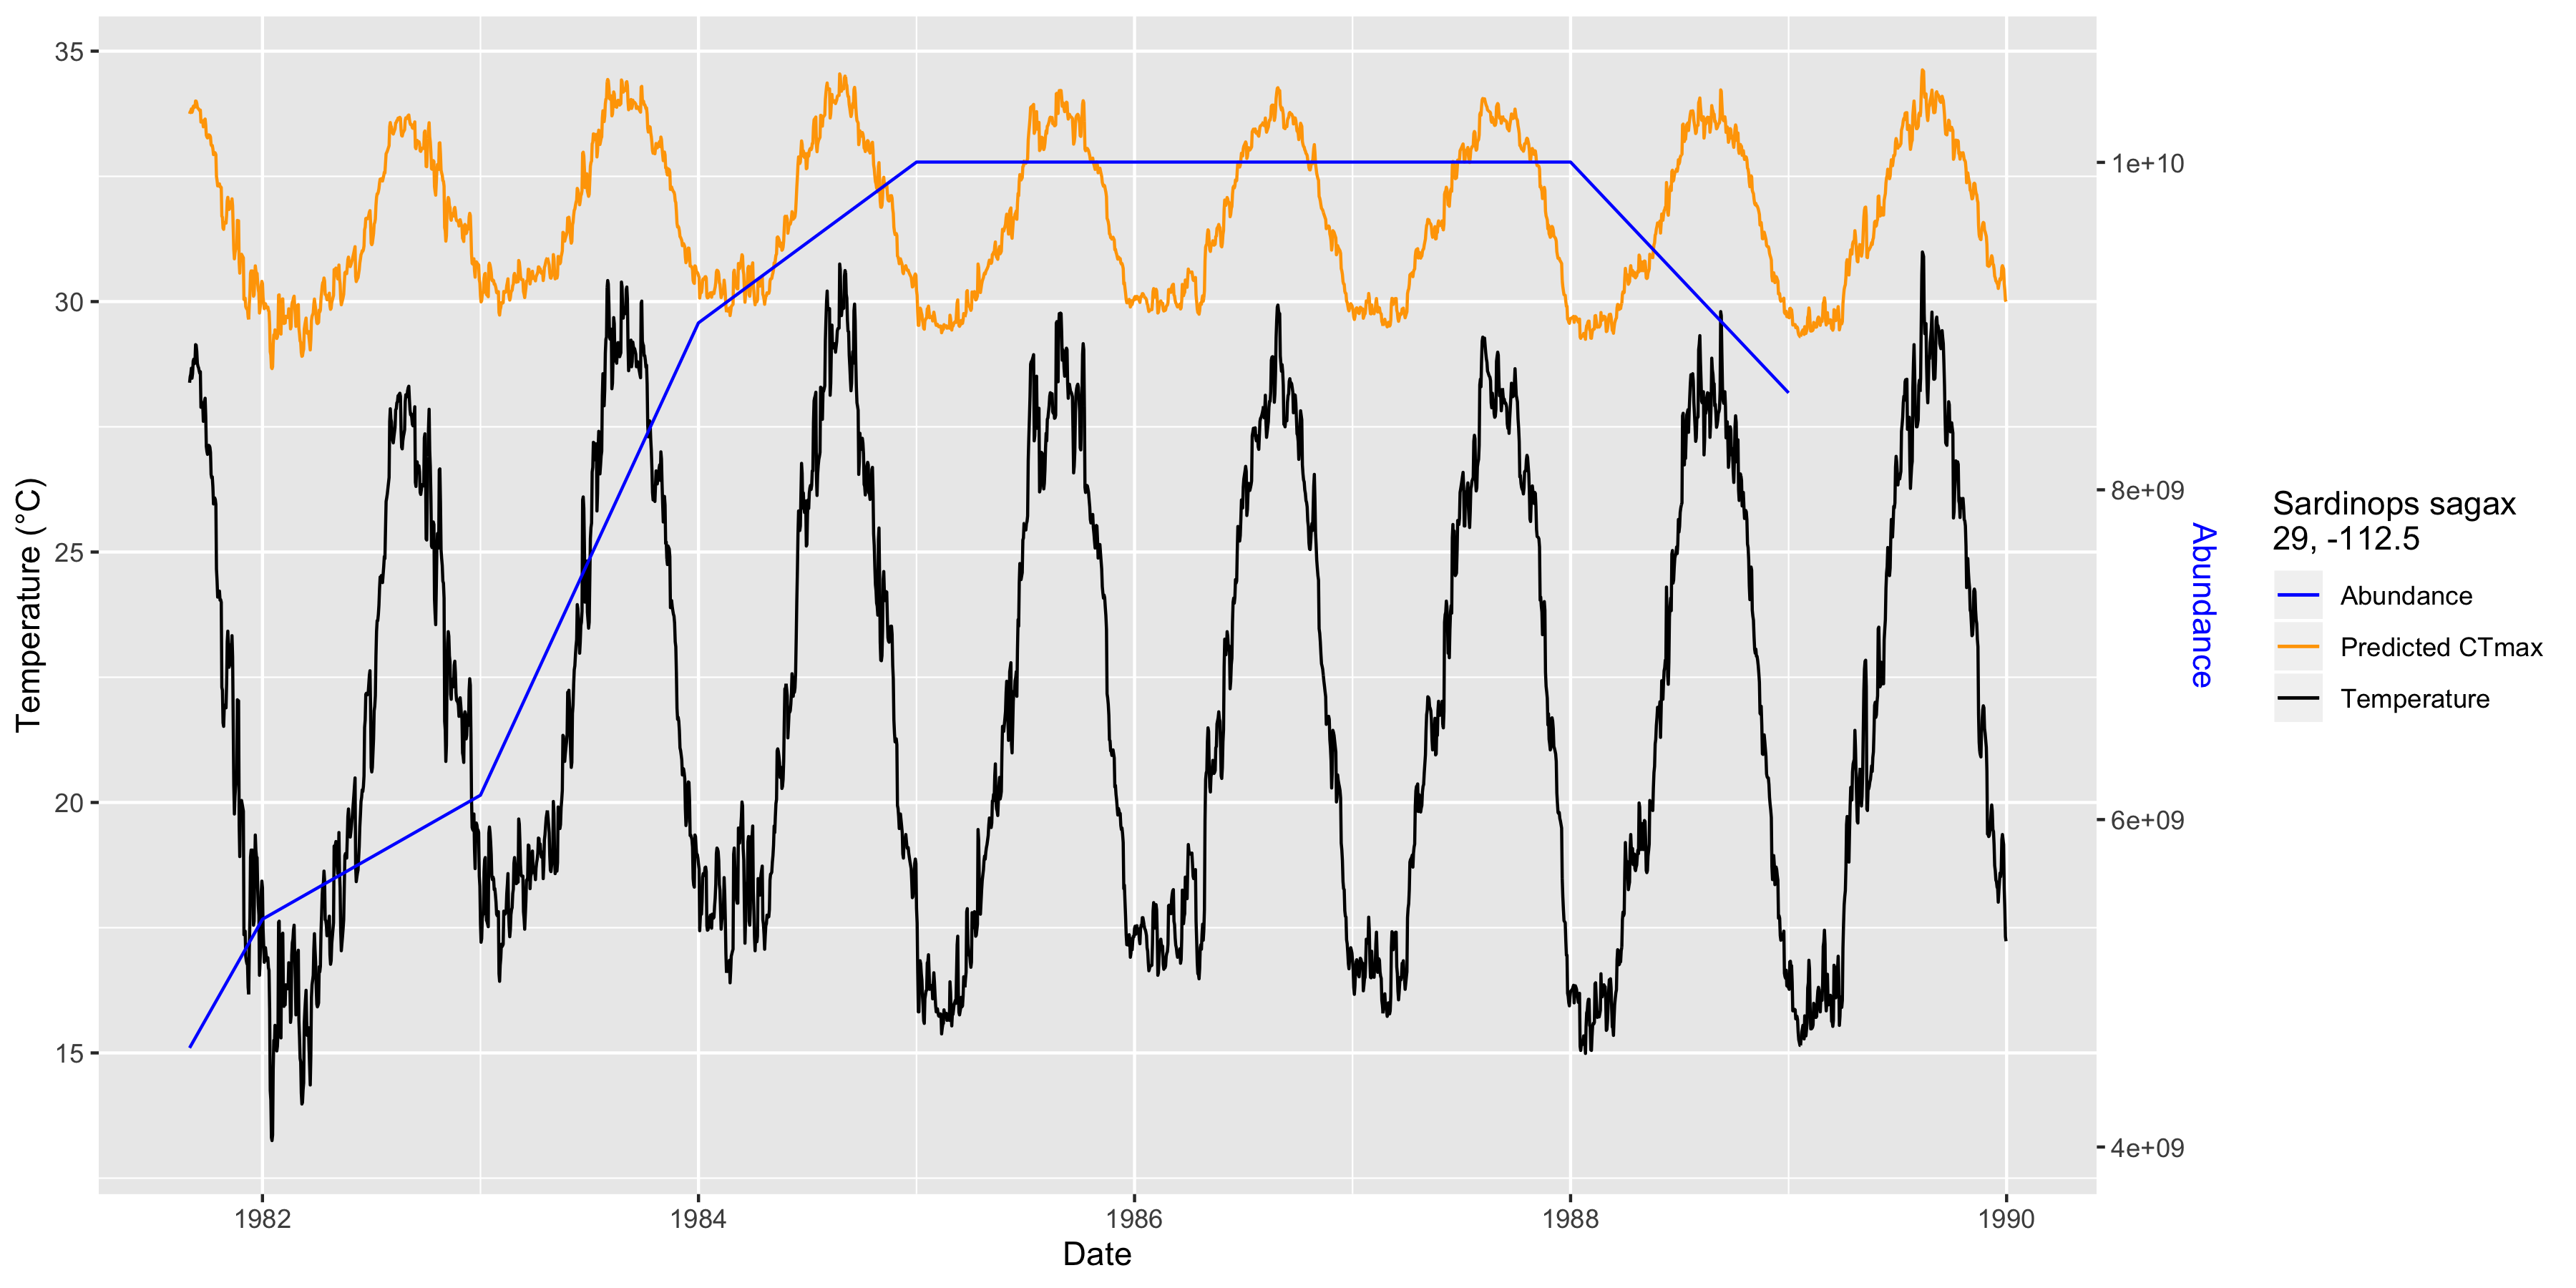 35
30
25
20
15
Temperature (°C)
1982
1984
1986
1988
1990
Date
1e+10
8e+09
6e+09
4e+09
Abundance
Sardinops sagax
29, -112.5
Abundance
Predicted CTmax
Temperature